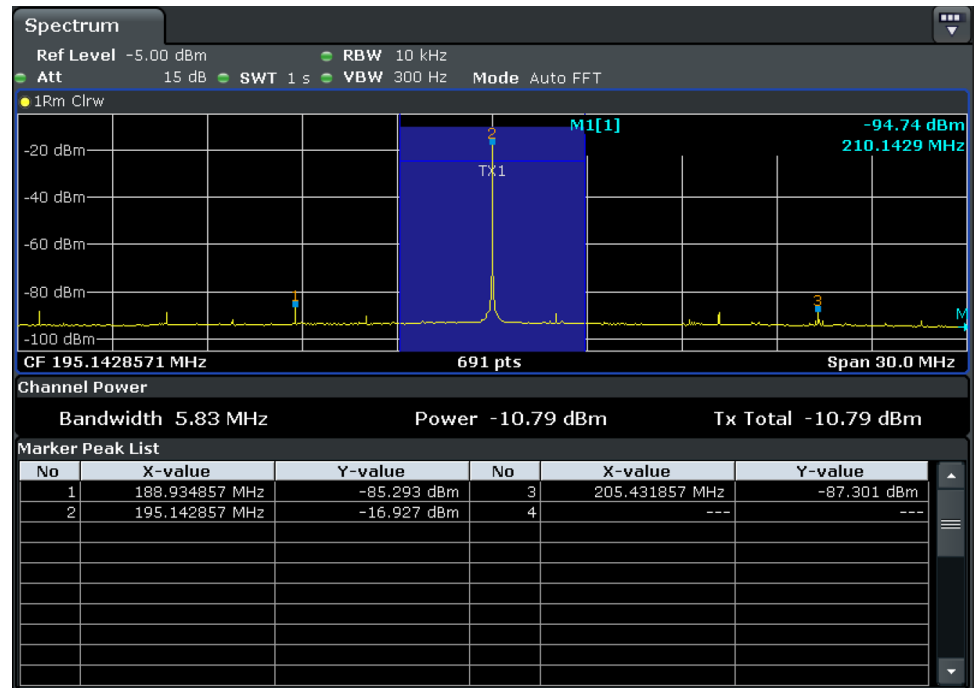 Spectrum
Ref Level -5.00 dBm RBW 10 kHz
Att 15 dB SWT 1 s VBW 300 Hz Mode Auto FFT
1Rm Clrw
M1[1] -94.74 dBm
210.1429 MHz
2
-20 dBm
TX1
-40 dBm
-60 dBm
-80 dBm
1
3
M
-100 dBm
CF 195.1428571 MHz 691 pts Span 30.0 MHz
Channel Power
Bandwidth 5.83 MHz Power -10.79 dBm Tx Total -10.79 dBm
Marker Peak List
No X-value Y-value No X-value Y-value
1 188.934857 MHz -85.293 dBm 3 205.431857 MHz -87.301 dBm
2 195.142857 MHz -16.927 dBm 4 --- ---